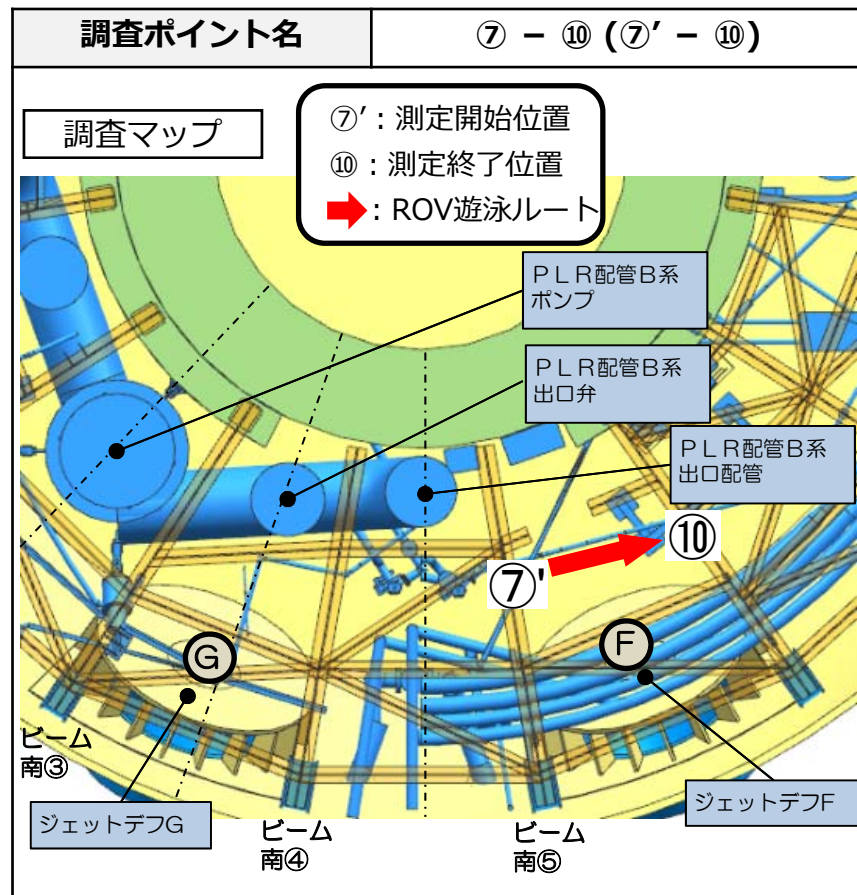 調査ポイント名
⑦ － ⑩ (⑦’ － ⑩)
調査マップ
⑦’：測定開始位置
⑩：測定終了位置
：ROV遊泳ルート
ＰＬＲ配管Ｂ系
ポンプ
ＰＬＲ配管Ｂ系
出口弁
ＰＬＲ配管Ｂ系
出口配管
⑦'
⑩
G
F
ビーム
南③
ジェットデフG
ビーム
南④
ビーム
南⑤
ジェットデフF